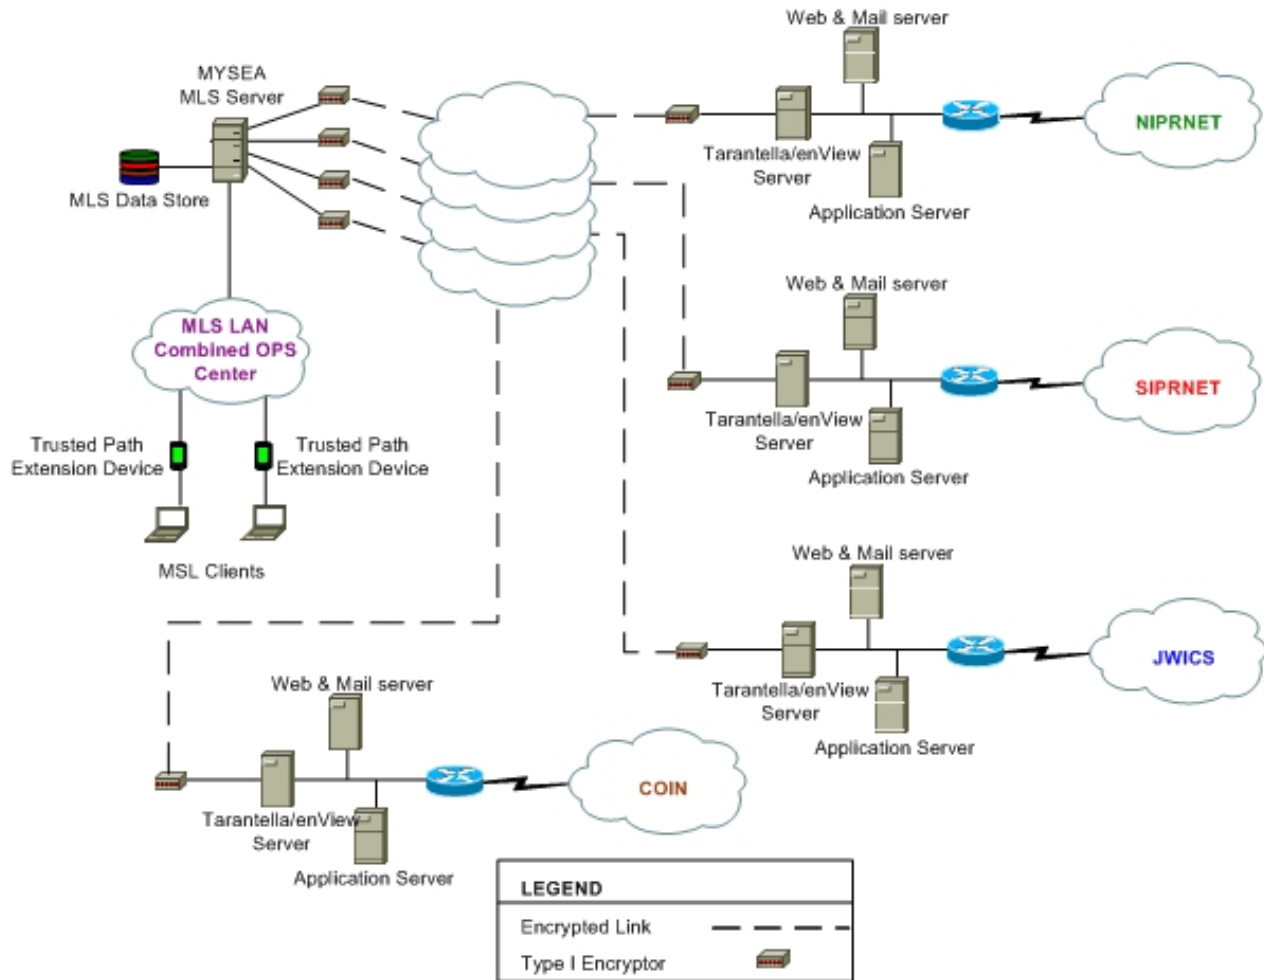 Web & Mail server
MYSEA
MLS Server
NIPRNET
Tarantella/enView
Server
MLS Data Store
Application Server
Web & Mail server
MLS LAN
Combined OPS
Center
SIPRNET
Tarantella/enView
Server
Trusted Path
Extension Device
Trusted Path
Extension Device
Application Server
MSL Clients
Web & Mail server
JWICS
Tarantella/enView
Server
Web & Mail server
Application Server
COIN
Tarantella/enView
Server
Application Server
LEGEND
Encrypted Link
Type I Encryptor